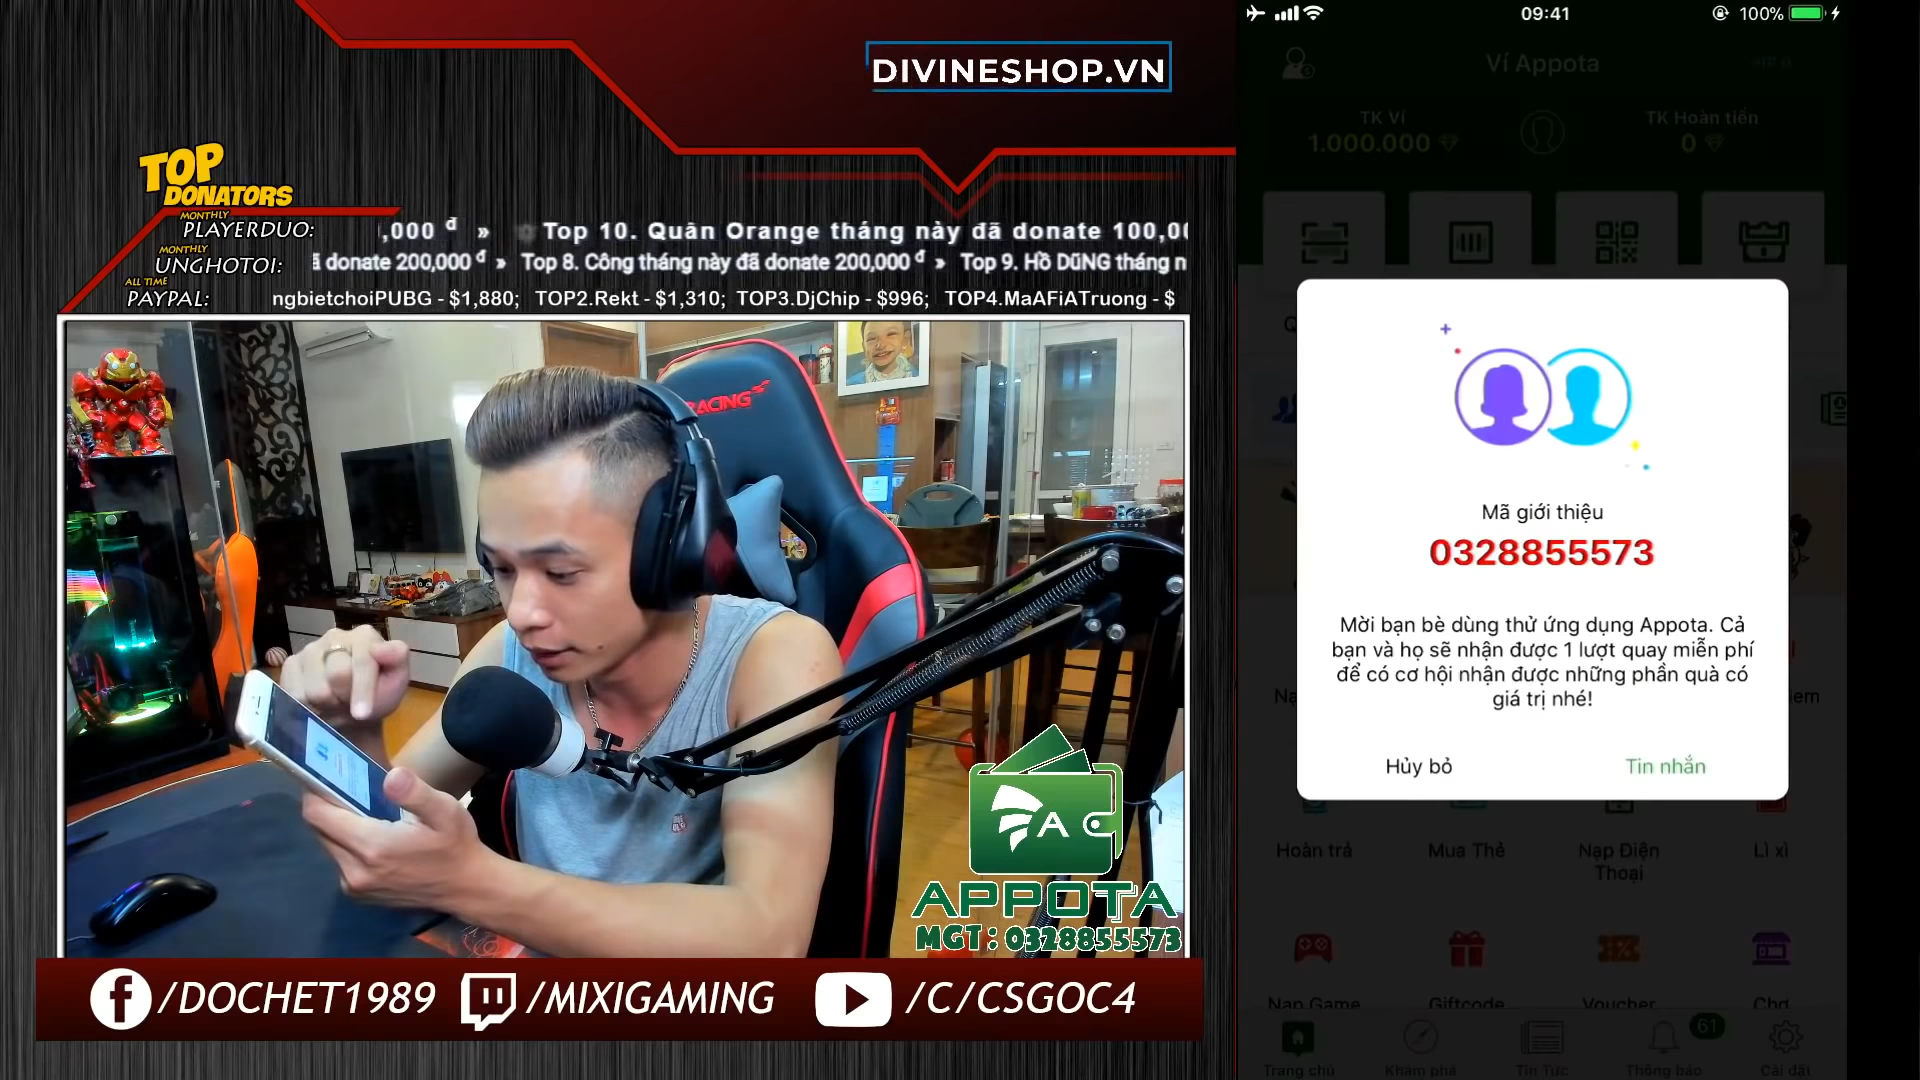 DIVINESHOP.VN
TOP
DONATORS
MONTHLY
PLAYERDUO:
,000 đ » Top 10. Quân Orange tháng này đã donate 100,00
MONTHLY
UNGHOTOI:
ã donate 200,000 đ » Top 8. Công tháng này đã donate 200,000 đ » Top 9. Hồ DũNG tháng n
ALL TIME
PAYPAL:
ngbietchoiPUBG - $1,880; TOP2.Rekt - $1,310; TOP3.DjChip - $996; TOP4.MaAFiATruong - $
RACING
A
APPOTA
MGT : 0328855573
/DOCHET1989
/MIXIGAMING
/C/CSGOC4
09:41
100%
Ví Appota
TK Ví
1.000.000
TK Hoàn tiền
0
Mã giới thiệu
0328855573
Mời bạn bè dùng thử ứng dụng Appota. Cả
bạn và họ sẽ nhận được 1 lượt quay miễn phí
để có cơ hội nhận được những phần quà có
giá trị nhé!
Hủy bỏ
Tin nhắn
Hoàn trả
Mua Thẻ
Nạp Điện
Thoại
Lì xì
Nạp Game
Giftcode
Voucher
Chợ
61
Trang chủ
Khám phá
Tin Tức
Thông báo
Cài đặt